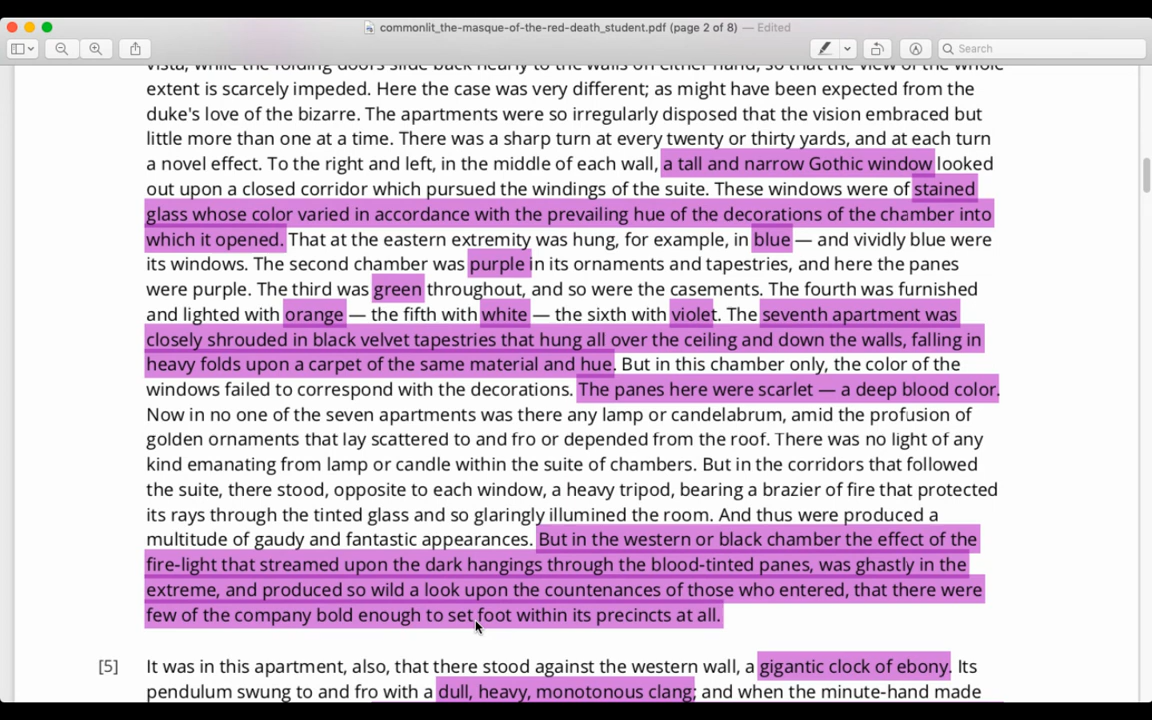 commonlit_the-masque-of-the-red-death_student.pdf (page 2 of 8) — Edited
Search
vista, while the folding doors slide back nearly to the walls on either hand, so that the view of the whole
extent is scarcely impeded. Here the case was very different; as might have been expected from the
duke's love of the bizarre. The apartments were so irregularly disposed that the vision embraced but
little more than one at a time. There was a sharp turn at every twenty or thirty yards, and at each turn
a novel effect. To the right and left, in the middle of each wall, a tall and narrow Gothic window looked
out upon a closed corridor which pursued the windings of the suite. These windows were of stained
glass whose color varied in accordance with the prevailing hue of the decorations of the chamber into
which it opened. That at the eastern extremity was hung, for example, in blue — and vividly blue were
its windows. The second chamber was purple in its ornaments and tapestries, and here the panes
were purple. The third was green throughout, and so were the casements. The fourth was furnished
and lighted with orange — the fifth with white — the sixth with violet. The seventh apartment was
closely shrouded in black velvet tapestries that hung all over the ceiling and down the walls, falling in
heavy folds upon a carpet of the same material and hue. But in this chamber only, the color of the
windows failed to correspond with the decorations. The panes here were scarlet — a deep blood color.
Now in no one of the seven apartments was there any lamp or candelabrum, amid the profusion of
golden ornaments that lay scattered to and fro or depended from the roof. There was no light of any
kind emanating from lamp or candle within the suite of chambers. But in the corridors that followed
the suite, there stood, opposite to each window, a heavy tripod, bearing a brazier of fire that protected
its rays through the tinted glass and so glaringly illumined the room. And thus were produced a
multitude of gaudy and fantastic appearances. But in the western or black chamber the effect of the
fire-light that streamed upon the dark hangings through the blood-tinted panes, was ghastly in the
extreme, and produced so wild a look upon the countenances of those who entered, that there were
few of the company bold enough to set foot within its precincts at all.
[5] It was in this apartment, also, that there stood against the western wall, a gigantic clock of ebony. Its
pendulum swung to and fro with a dull, heavy, monotonous clang; and when the minute-hand made